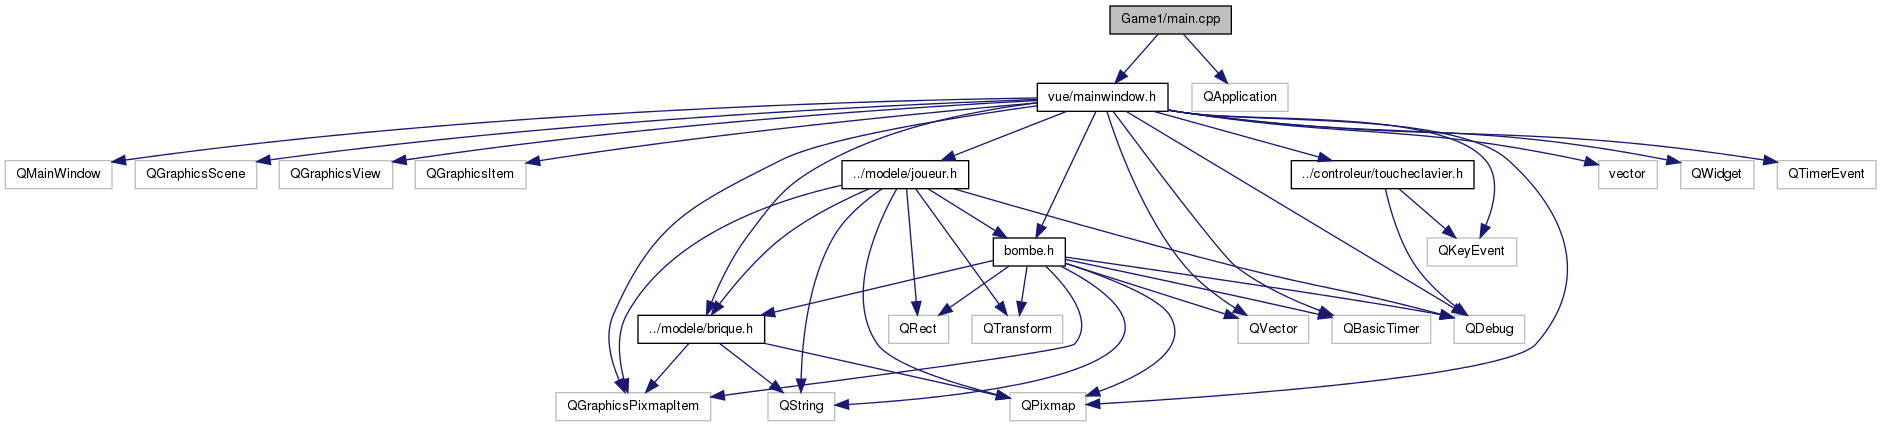 Game1/main.cpp
vue/mainwindow.h
QApplication
QMainWindow
QGraphicsScene
QGraphicsView
QGraphicsItem
../modele/joueur.h
../controleur/toucheclavier.h
vector
QWidget
QTimerEvent
bombe.h
QKeyEvent
../modele/brique.h
QRect
QTransform
QVector
QBasicTimer
QDebug
QGraphicsPixmapItem
QString
QPixmap